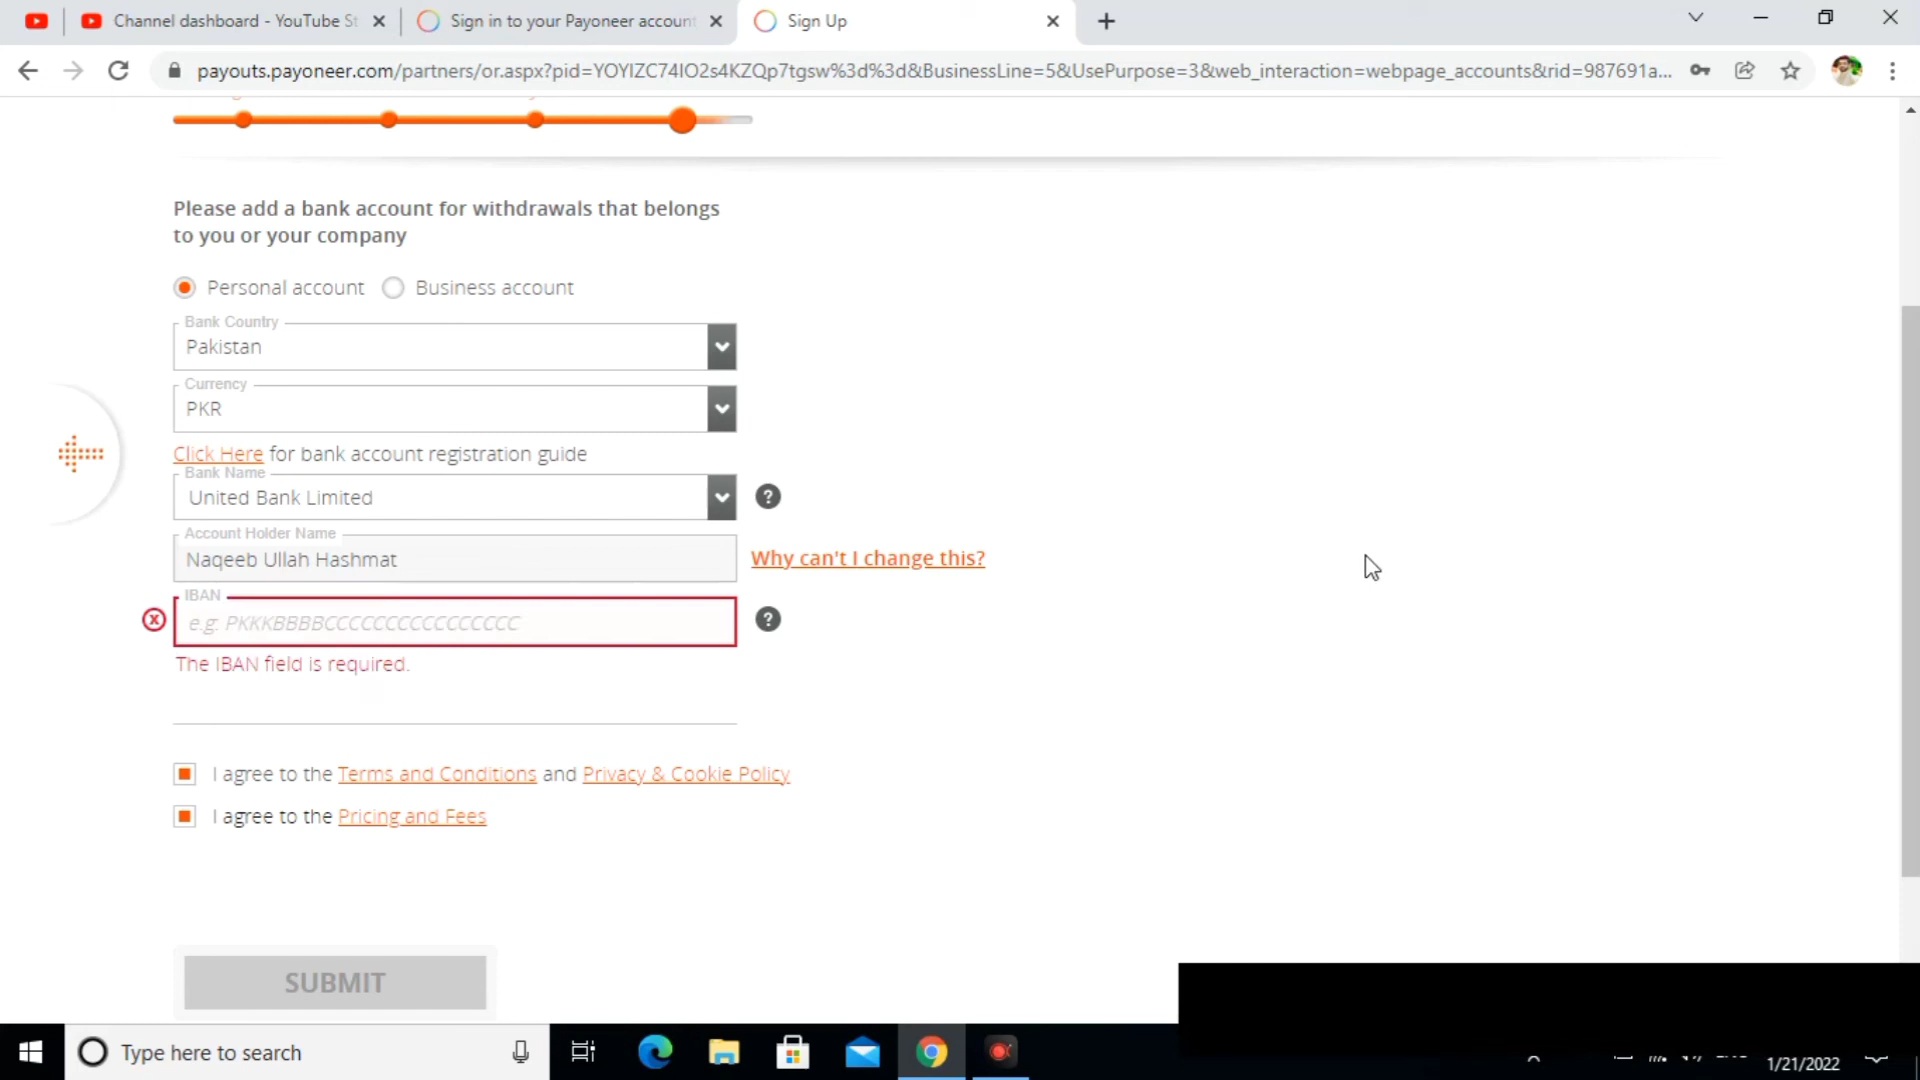 Channel dashboard - YouTube St
Sign in to your Payoneer account
Sign Up
payouts.payoneer.com/partners/or.aspx?pid=YOYIZC74IO2s4KZQp7tgsw%3d%3d&BusinessLine=5&UsePurpose=3&web_interaction=webpage_accounts&rid=987691a...
Please add a bank account for withdrawals that belongs
to you or your company
Personal account Business account
Bank Country
Pakistan
Currency
PKR
Click Here for bank account registration guide
Bank Name
United Bank Limited
?
Account Holder Name
Naqeeb Ullah Hashmat
Why can't I change this?
IBAN
e.g: PKKKBBBBCCCCCCCCCCCCCCCC
?
The IBAN field is required.
I agree to the Terms and Conditions and Privacy & Cookie Policy
I agree to the Pricing and Fees
SUBMIT
Type here to search
1/21/2022